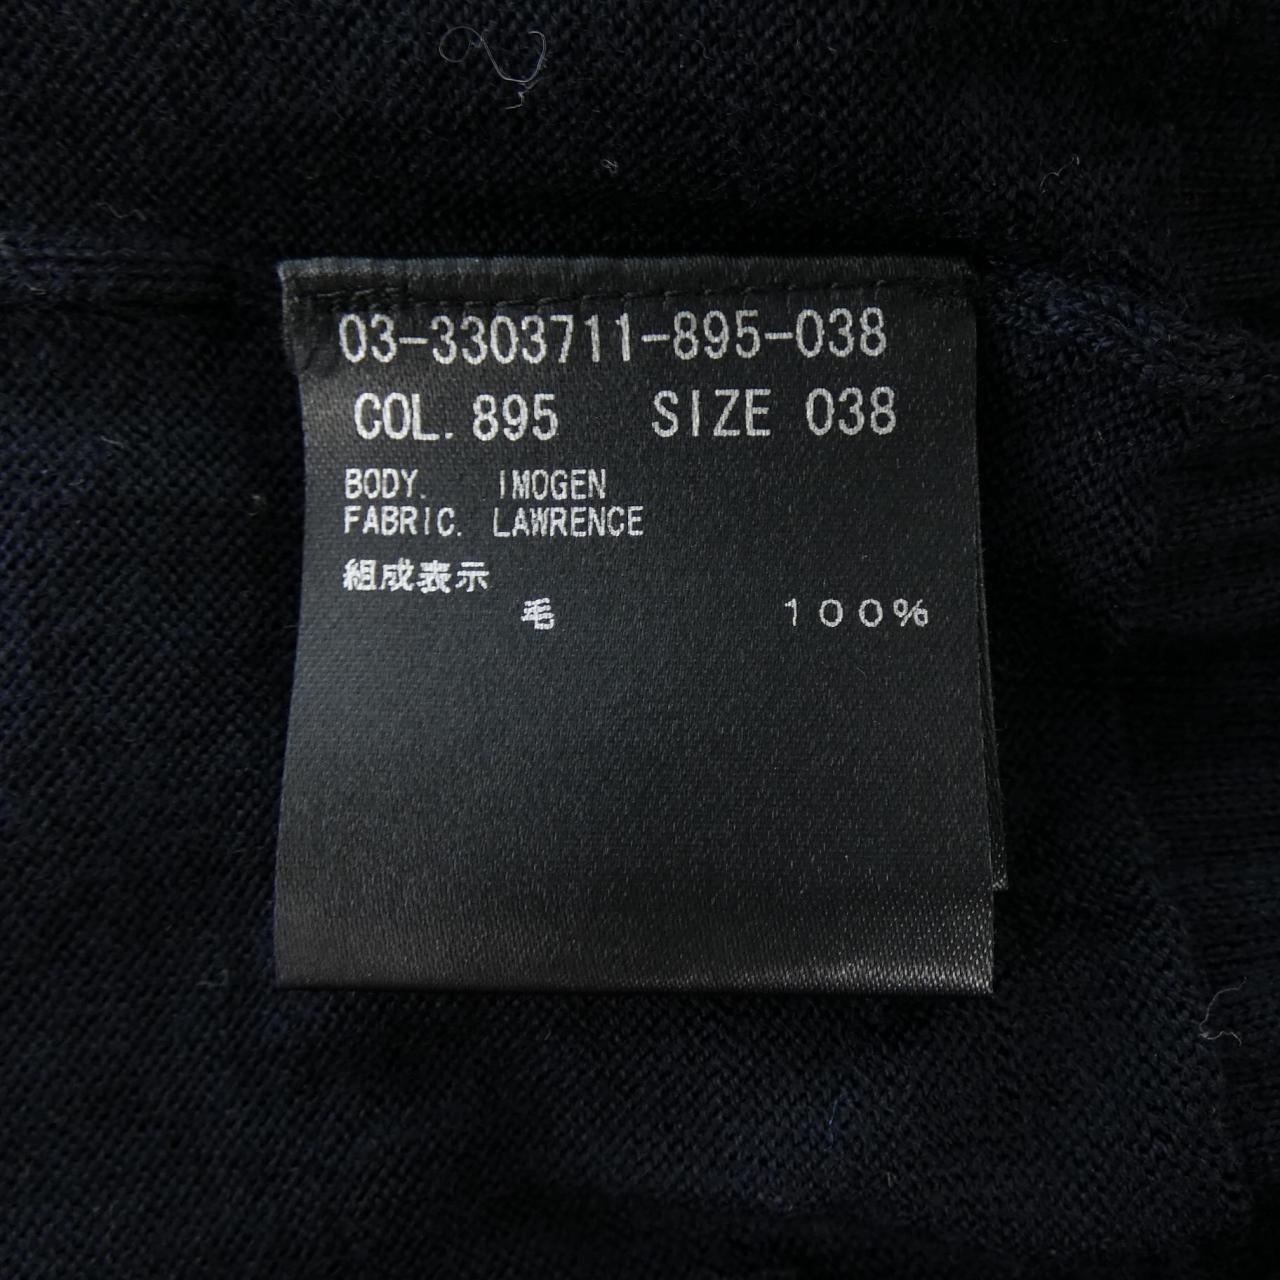 03-3303711-895-038
COL. 895 SIZE 038
BODY. IMOGEN
FABRIC. LAWRENCE
組成表示
毛 100%